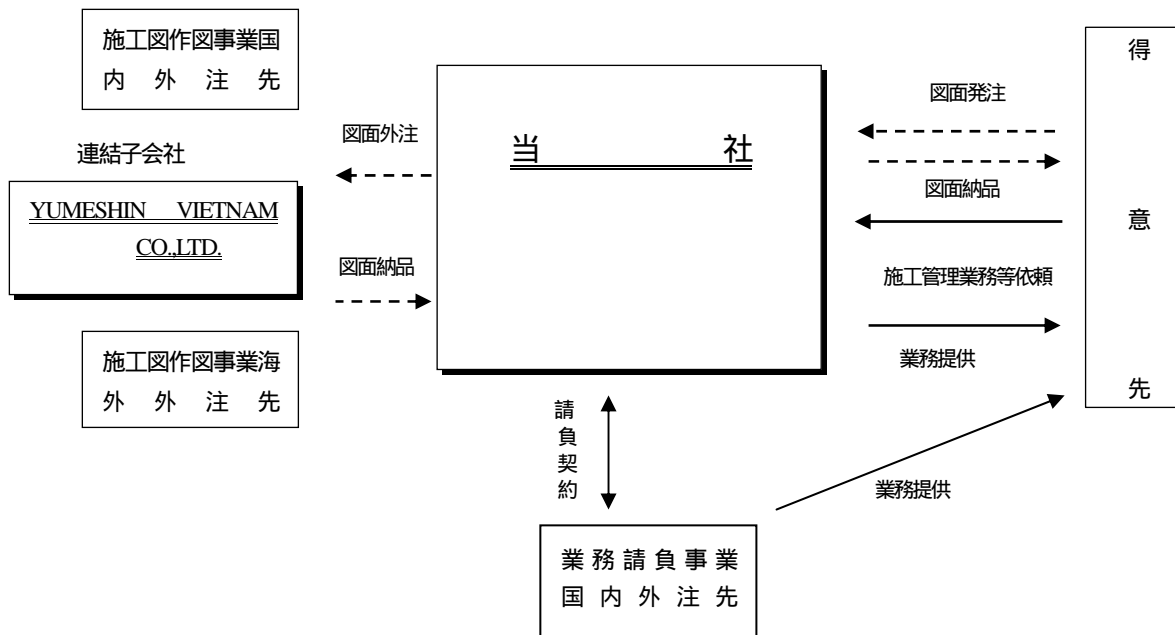 施工図作図事業国
内外注先
連結子会社
YUMESHIN VIETNAM
CO.,LTD.
施工図作図事業海
外外注先
図面外注
図面納品
当社
請負契約
業務請負事業
国内外注先
図面発注
図面納品
施工管理業務等依頼
業務提供
業務提供
得意先